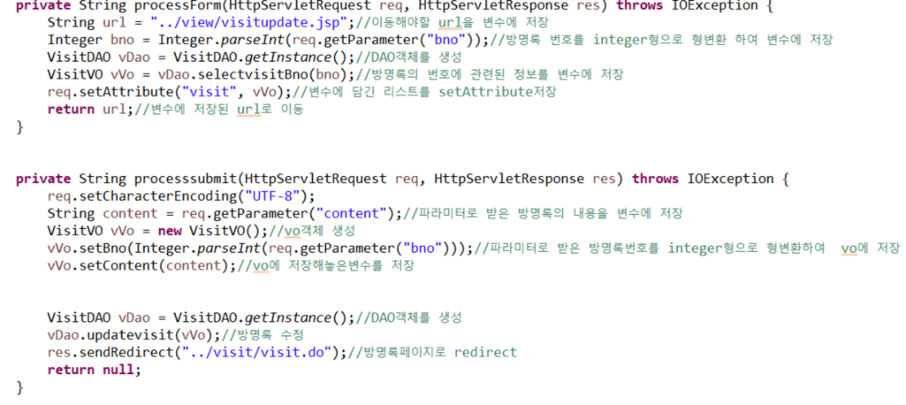 private String processForm(HttpServletRequest req, HttpServletResponse res) throws IOException {
    String url = "../view/visitupdate.jsp";//이동해야할 url을 변수에 저장
    Integer bno = Integer.parseInt(req.getParameter("bno"));//방명록 번호를 integer형으로 형변환 하여 변수에 저장
    VisitDAO vDao = VisitDAO.getInstance();//DAO객체를 생성
    VisitVO vVo = vDao.selectvisitBno(bno);//방명록의 번호에 관련된 정보를 변수에 저장
    req.setAttribute("visit", vVo);//변수에 담긴 리스트를 setAttribute저장
    return url;//변수에 저장된 url로 이동
}
private String processsubmit(HttpServletRequest req, HttpServletResponse res) throws IOException {
    req.setCharacterEncoding("UTF-8");
    String content = req.getParameter("content");//파라미터로 받은 방명록의 내용을 변수에 저장
    VisitVO vVo = new VisitVO();//vo객체 생성
    vVo.setBno(Integer.parseInt(req.getParameter("bno")));//파라미터로 받은 방명록번호를 integer형으로 형변환하여  vo에 저장
    vVo.setContent(content);//vo에 저장해놓은변수를 저장
    VisitDAO vDao = VisitDAO.getInstance();//DAO객체를 생성
    vDao.updatevisit(vVo);//방명록 수정
    res.sendRedirect("../visit/visit.do");//방명록페이지로 redirect
    return null;
}